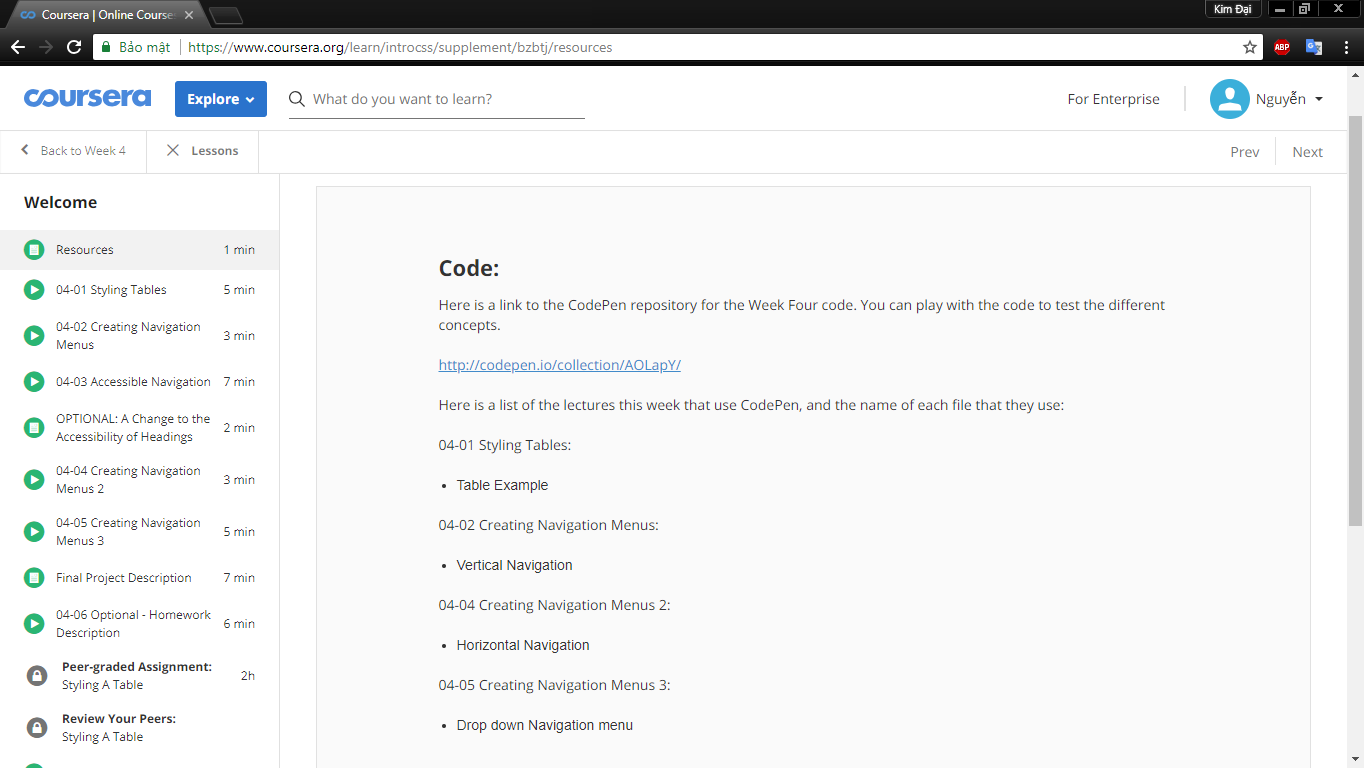 Coursera | Online Course
Kim Đại
Bảo mật
https://www.coursera.org/learn/introcss/supplement/bzbtj/resources
ABP
coursera
Explore
What do you want to learn?
For Enterprise
Nguyễn
Back to Week 4
Lessons
Prev
Next
Welcome
Resources 1 min
04-01 Styling Tables 5 min
04-02 Creating Navigation
Menus 3 min
04-03 Accessible Navigation 7 min
OPTIONAL: A Change to the
Accessibility of Headings 2 min
04-04 Creating Navigation
Menus 2 3 min
04-05 Creating Navigation
Menus 3 5 min
Final Project Description 7 min
04-06 Optional - Homework
Description 6 min
Peer-graded Assignment:
Styling A Table 2h
Review Your Peers:
Styling A Table
Code:
Here is a link to the CodePen repository for the Week Four code. You can play with the code to test the different
concepts.
http://codepen.io/collection/AOLapY/
Here is a list of the lectures this week that use CodePen, and the name of each file that they use:
04-01 Styling Tables:
• Table Example
04-02 Creating Navigation Menus:
• Vertical Navigation
04-04 Creating Navigation Menus 2:
• Horizontal Navigation
04-05 Creating Navigation Menus 3:
• Drop down Navigation menu